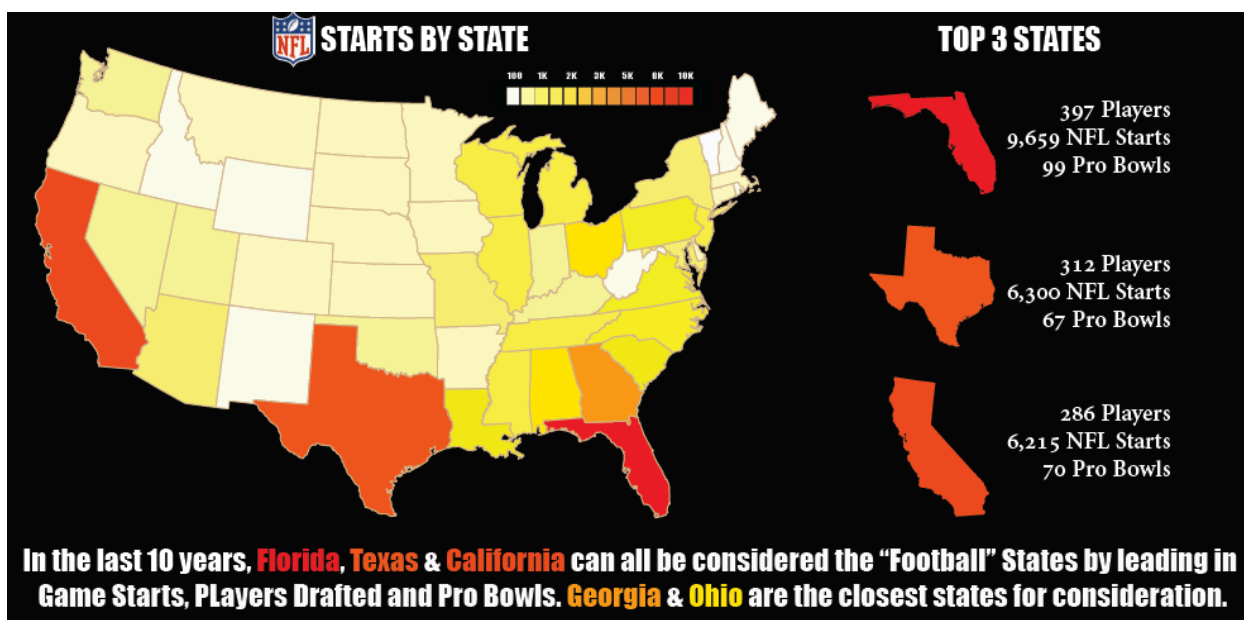 NFL STARTS BY STATE
100 1K 2K 3K 5K 8K 10K
TOP 3 STATES
397 Players
9,659 NFL Starts
99 Pro Bowls
312 Players
6,300 NFL Starts
67 Pro Bowls
286 Players
6,215 NFL Starts
70 Pro Bowls
In the last 10 years, Florida, Texas & California can all be considered the “Football” States by leading in
Game Starts, PLayers Drafted and Pro Bowls. Georgia & Ohio are the closest states for consideration.